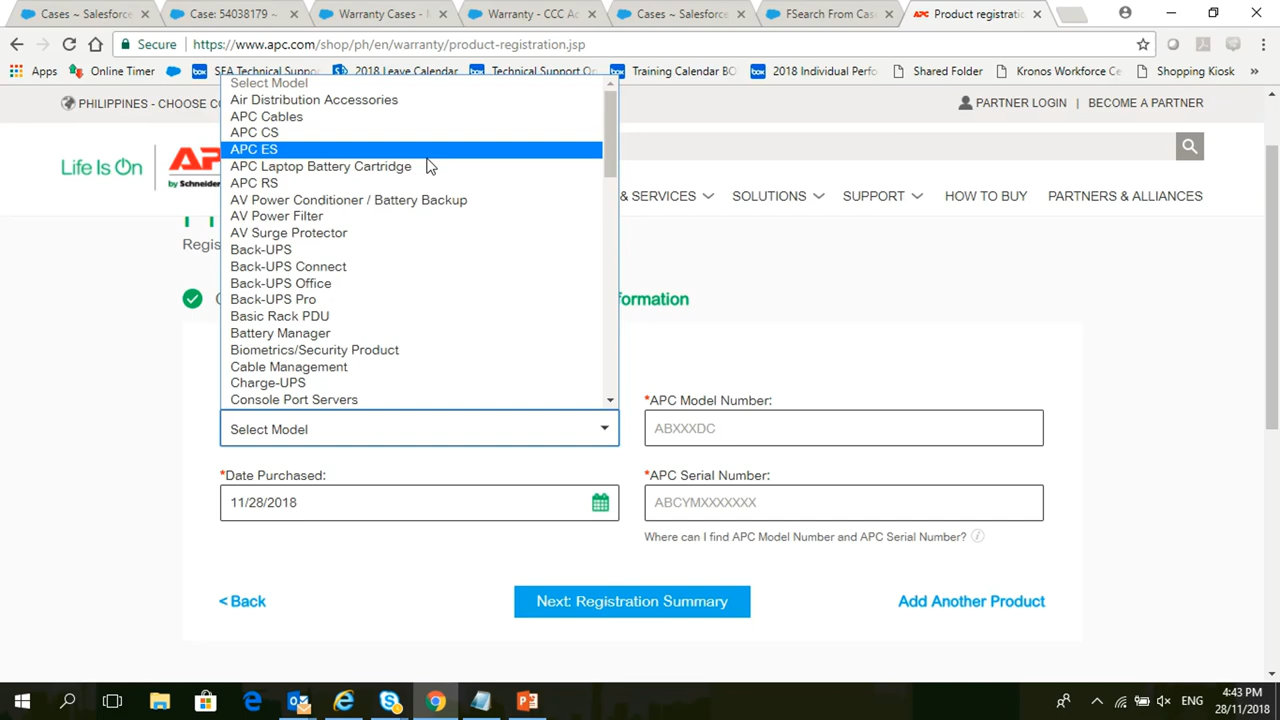 Cases ~ Salesforce
Case: 54038179 ~
Warranty Cases -
Warranty - CCC Ac
Cases ~ Salesforce
FSearch From Cas
Product registratio
Secure
https://www.apc.com/shop/ph/en/warranty/product-registration.jsp
Apps
Online Timer
SEA Technical Suppo
2018 Leave Calendar
Technical Support Op
Training Calendar BO
2018 Individual Perfo
Shared Folder
Kronos Workforce Ce
Shopping Kiosk
»
PHILIPPINES - CHOOSE CO
PARTNER LOGIN | BECOME A PARTNER
Life Is On
APC
by Schneider
& SERVICES
SOLUTIONS
SUPPORT
HOW TO BUY
PARTNERS & ALLIANCES
Regis
formation
Select Model
Air Distribution Accessories
APC Cables
APC CS
APC ES
APC Laptop Battery Cartridge
APC RS
AV Power Conditioner / Battery Backup
AV Power Filter
AV Surge Protector
Back-UPS
Back-UPS Connect
Back-UPS Office
Back-UPS Pro
Basic Rack PDU
Battery Manager
Biometrics/Security Product
Cable Management
Charge-UPS
Console Port Servers
Select Model
*APC Model Number:
ABXXXDC
*Date Purchased:
11/28/2018
*APC Serial Number:
ABCYMXXXXXXX
Where can I find APC Model Number and APC Serial Number?
< Back
Next: Registration Summary
Add Another Product
ENG
4:43 PM
28/11/2018